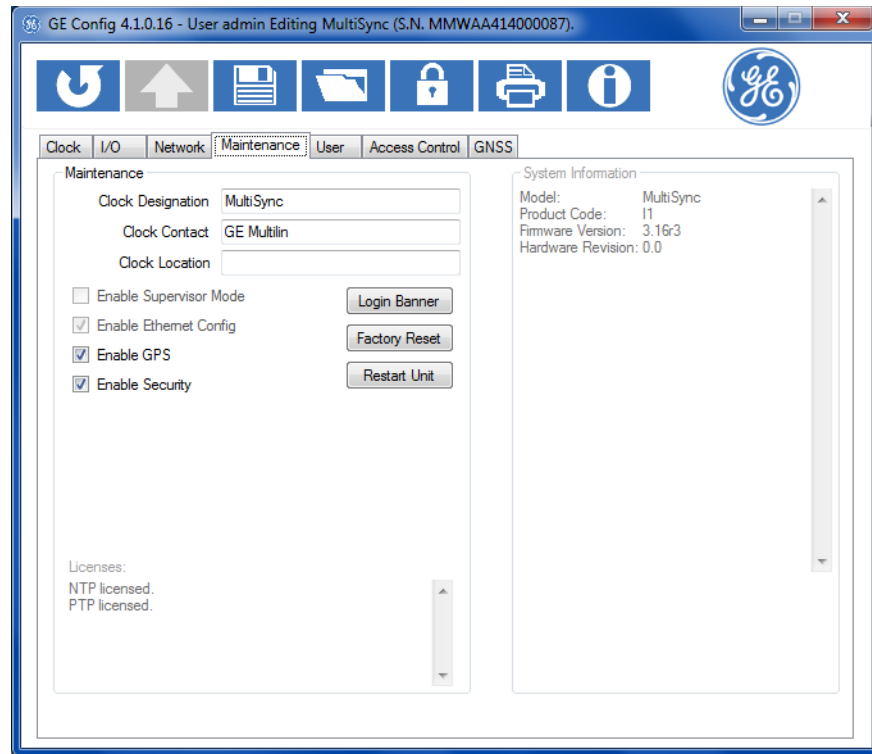 GE Config 4.1.0.16 - User admin Editing MultiSync (S.N. MMWAA414000087).
Clock I/O Network Maintenance User Access Control GNSS
Maintenance
Clock Designation MultiSync
Clock Contact GE Multilin
Clock Location
Enable Supervisor Mode
Login Banner
Enable Ethernet Config
Factory Reset
Enable GPS
Restart Unit
Enable Security
Licenses:
NTP licensed.
PTP licensed.
System Information
Model: MultiSync
Product Code: I1
Firmware Version: 3.16r3
Hardware Revision: 0.0